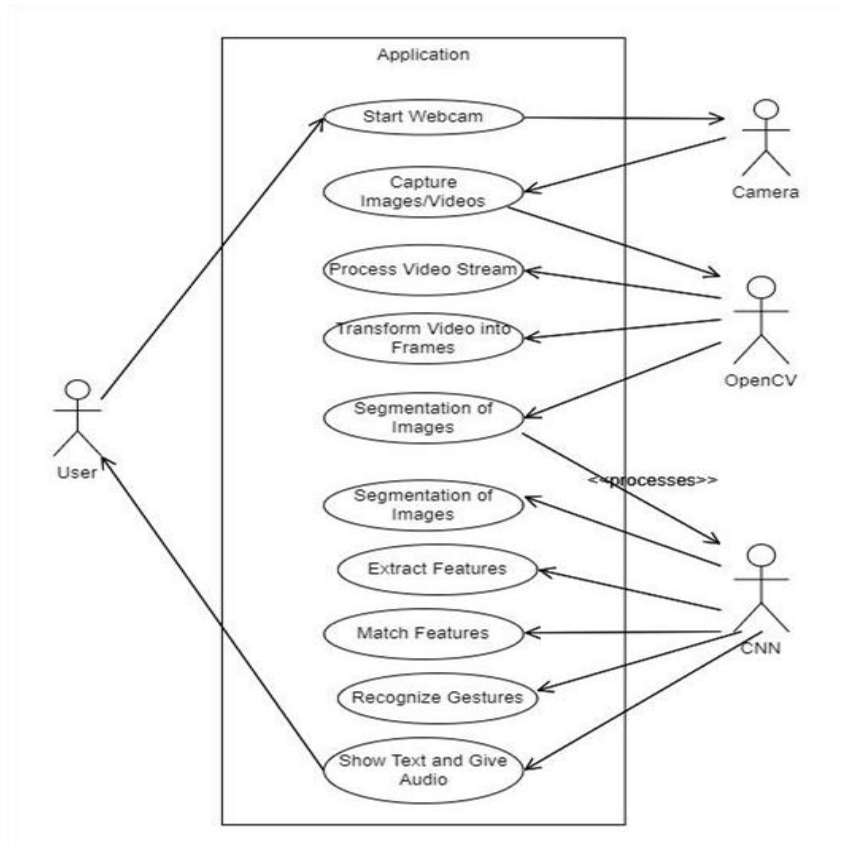 Application
Start Webcam
Capture
Images/Videos
Camera
Process Video Stream
Transform Video into
Frames
OpenCV
Segmentation of
Images
User
<<processes>>
Segmentation of
Images
Extract Features
Match Features
CNN
Recognize Gestures
Show Text and Give
Audio